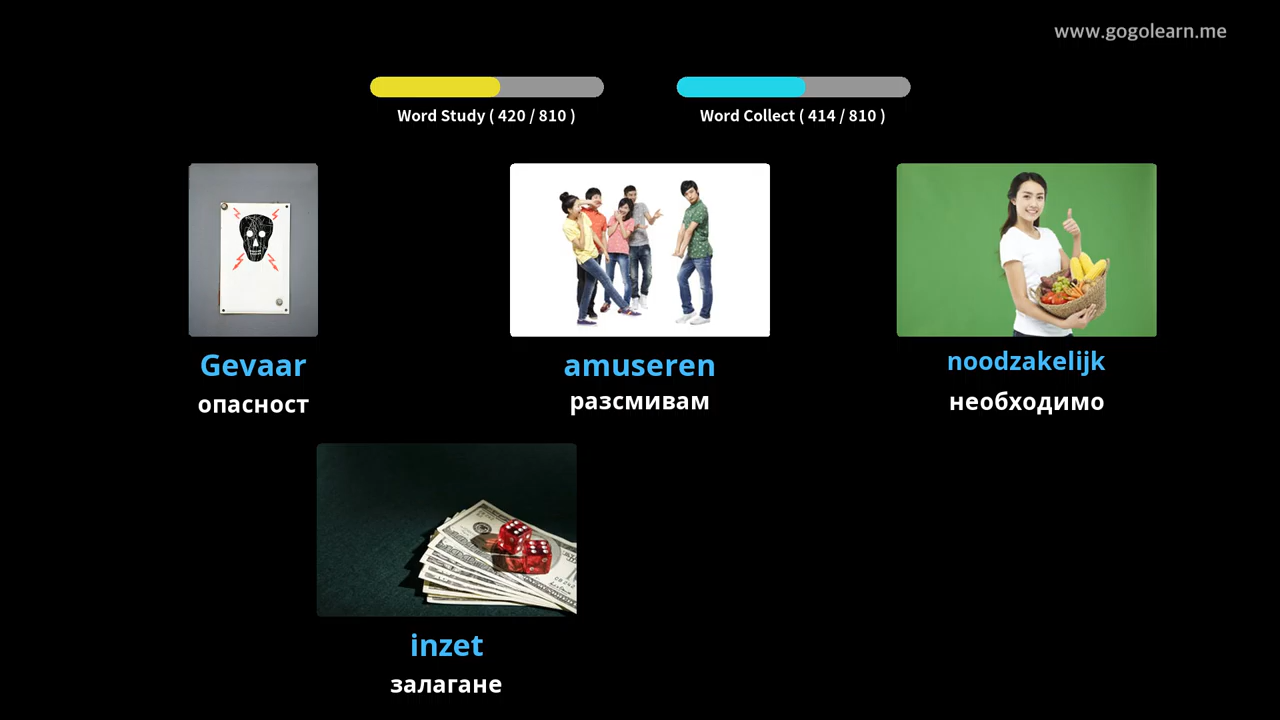 www.gogolearn.me
Word Study ( 420 / 810 )
Word Collect ( 414 / 810 )
Gevaar
опасност
amuseren
разсмивам
noodzakelijk
необходимо
inzet
залагане